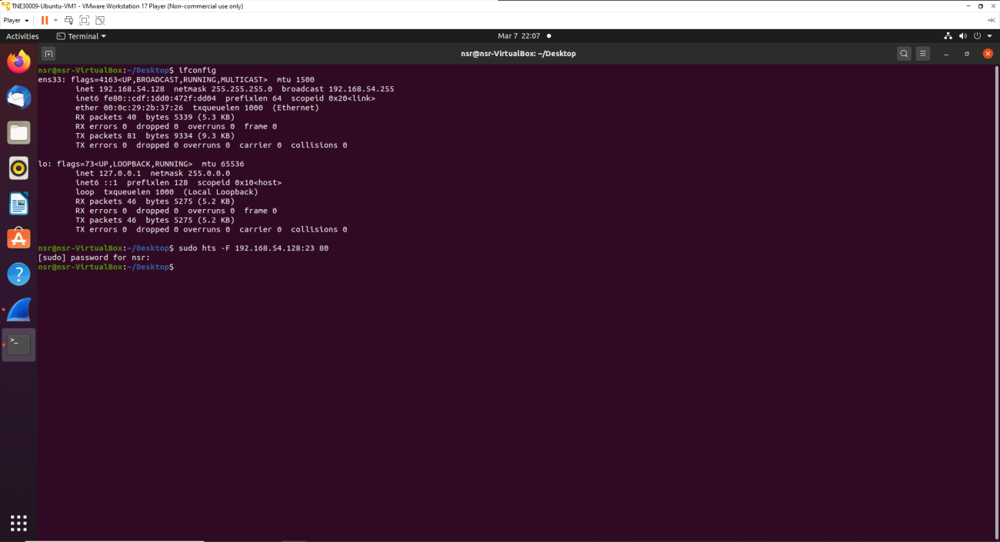 TNE30009-Ubuntu-VM1 - VMware Workstation 17 Player (Non-commercial use only)
Player
Activities
Terminal
Mar 7 22:07
nsr@nsr-VirtualBox: ~/Desktop
nsr@nsr-VirtualBox:~/Desktop$ ifconfig
ens33: flags=4163<UP,BROADCAST,RUNNING,MULTICAST>  mtu 1500
        inet 192.168.54.128  netmask 255.255.255.0  broadcast 192.168.54.255
        inet6 fe80::cdf:1dd0:472f:dd04  prefixlen 64  scopeid 0x20<link>
        ether 00:0c:29:2b:37:26  txqueuelen 1000  (Ethernet)
        RX packets 40  bytes 5339 (5.3 KB)
        RX errors 0  dropped 0  overruns 0  frame 0
        TX packets 81  bytes 9334 (9.3 KB)
        TX errors 0  dropped 0 overruns 0  carrier 0  collisions 0
lo: flags=73<UP,LOOPBACK,RUNNING>  mtu 65536
        inet 127.0.0.1  netmask 255.0.0.0
        inet6 ::1  prefixlen 128  scopeid 0x10<host>
        loop  txqueuelen 1000  (Local Loopback)
        RX packets 46  bytes 5275 (5.2 KB)
        RX errors 0  dropped 0  overruns 0  frame 0
        TX packets 46  bytes 5275 (5.2 KB)
        TX errors 0  dropped 0 overruns 0  carrier 0  collisions 0
nsr@nsr-VirtualBox:~/Desktop$ sudo hts -F 192.168.54.128:23 80
[sudo] password for nsr:
nsr@nsr-VirtualBox:~/Desktop$